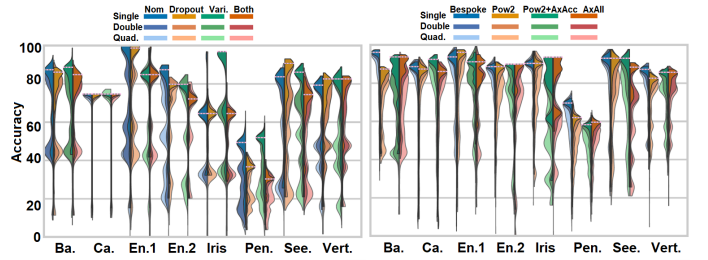 Nom Dropout Vari. Both
Single
Double
Quad.
Bespoke Pow2 Pow2+AxAcc AxAll
Single
Double
Quad.
Accuracy
100
80
60
40
20
0
Ba. Ca. En.1 En.2 Iris Pen. See. Vert.
Ba. Ca. En.1 En.2 Iris Pen. See. Vert.